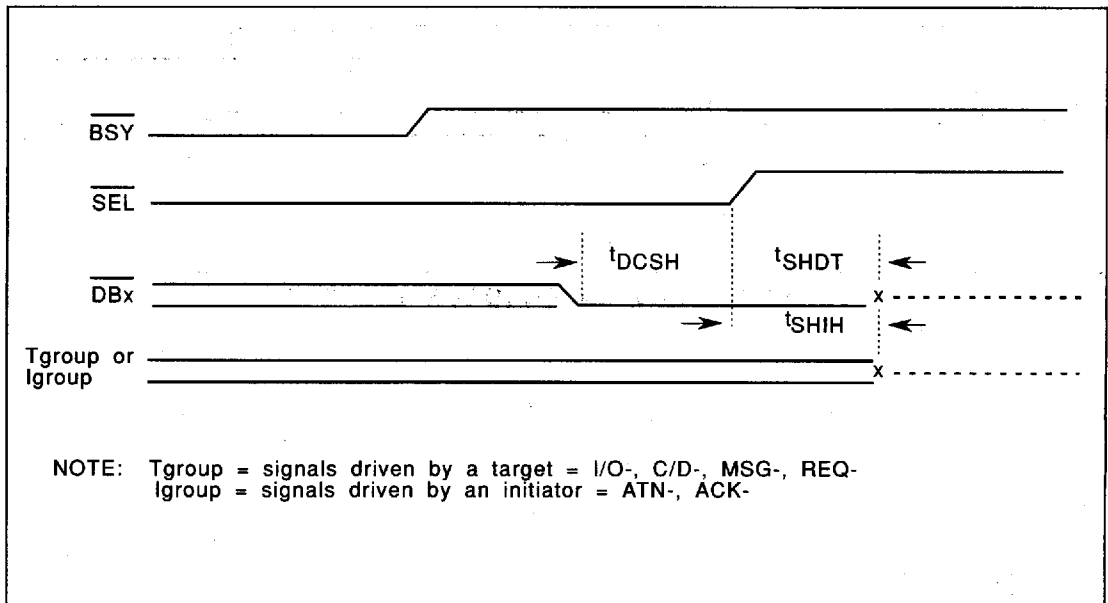 BSY
SEL
tDCSH
tSHDT
DBx
x
tSHIH
Tgroup or
Igroup
x
NOTE: Tgroup = signals driven by a target = I/O-, C/D-, MSG-, REQ-
Igroup = signals driven by an initiator = ATN-, ACK-